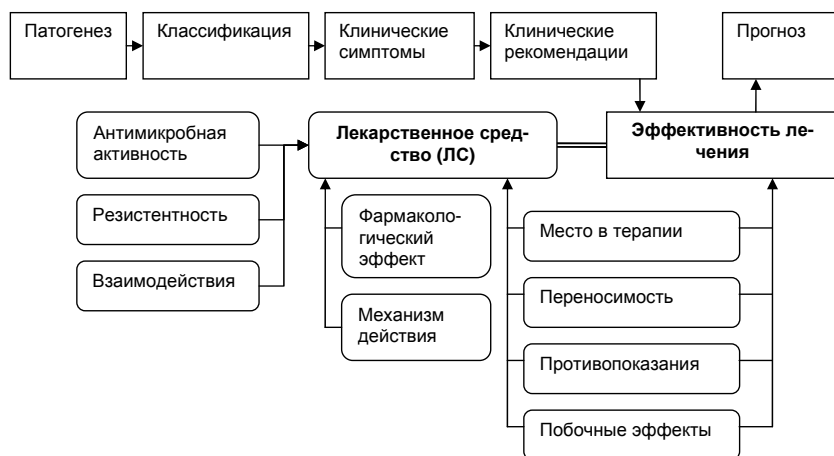 Патогенез
Классификация
Клинические
симптомы
Клинические
рекомендации
Прогноз
Антимикробная
активность
Лекарственное сред-
ство (ЛС)
Эффективность ле-
чения
Резистентность
Взаимодействия
Фармаколо-
гический
эффект
Механизм
действия
Место в терапии
Переносимость
Противопоказания
Побочные эффекты